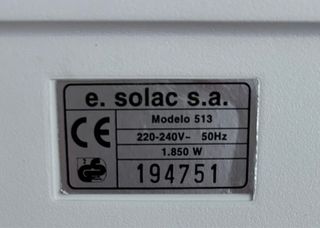 e. solac s.a.
CE
Modelo 513
220-240V~ 50Hz
1.850 W
194751